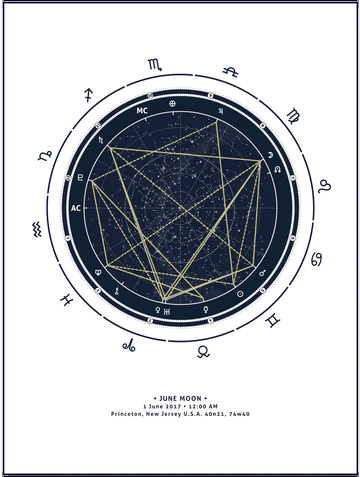 MC
AC
• JUNE MOON •
1 June 2017 • 12:00 AM
Princeton, New Jersey U.S.A. 40n21, 74w40